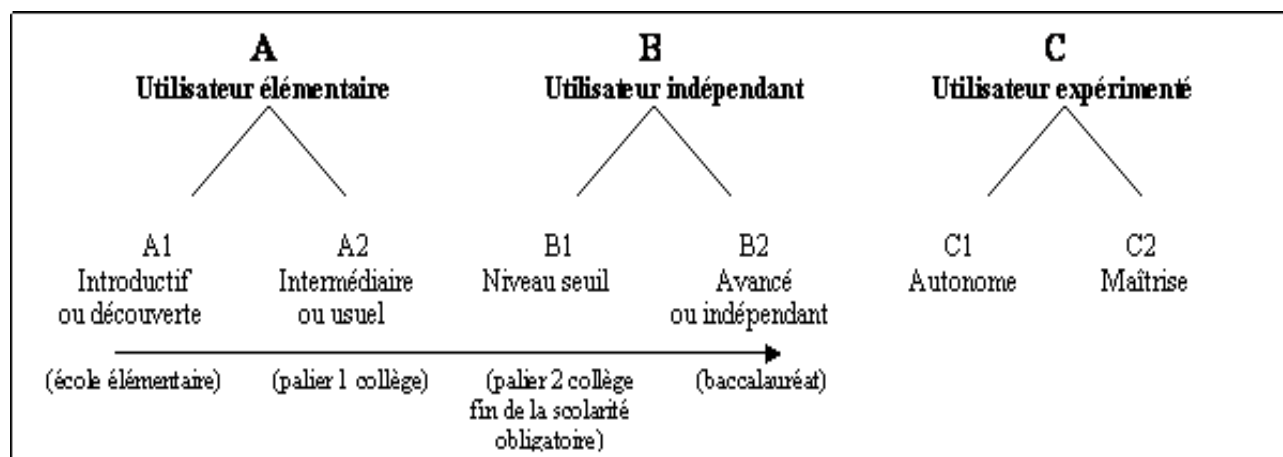 A
Utilisateur élémentaire
B
Utilisateur indépendant
C
Utilisateur expérimenté
A1
Introductif
ou découverte
A2
Intermédiaire
ou usuel
B1
Niveau seuil
B2
Avancé
ou indépendant
C1
Autonome
C2
Maîtrise
(école élémentaire)
(palier 1 collège)
(palier 2 collège
fin de la scolarité
obligatoire)
(baccalauréat)